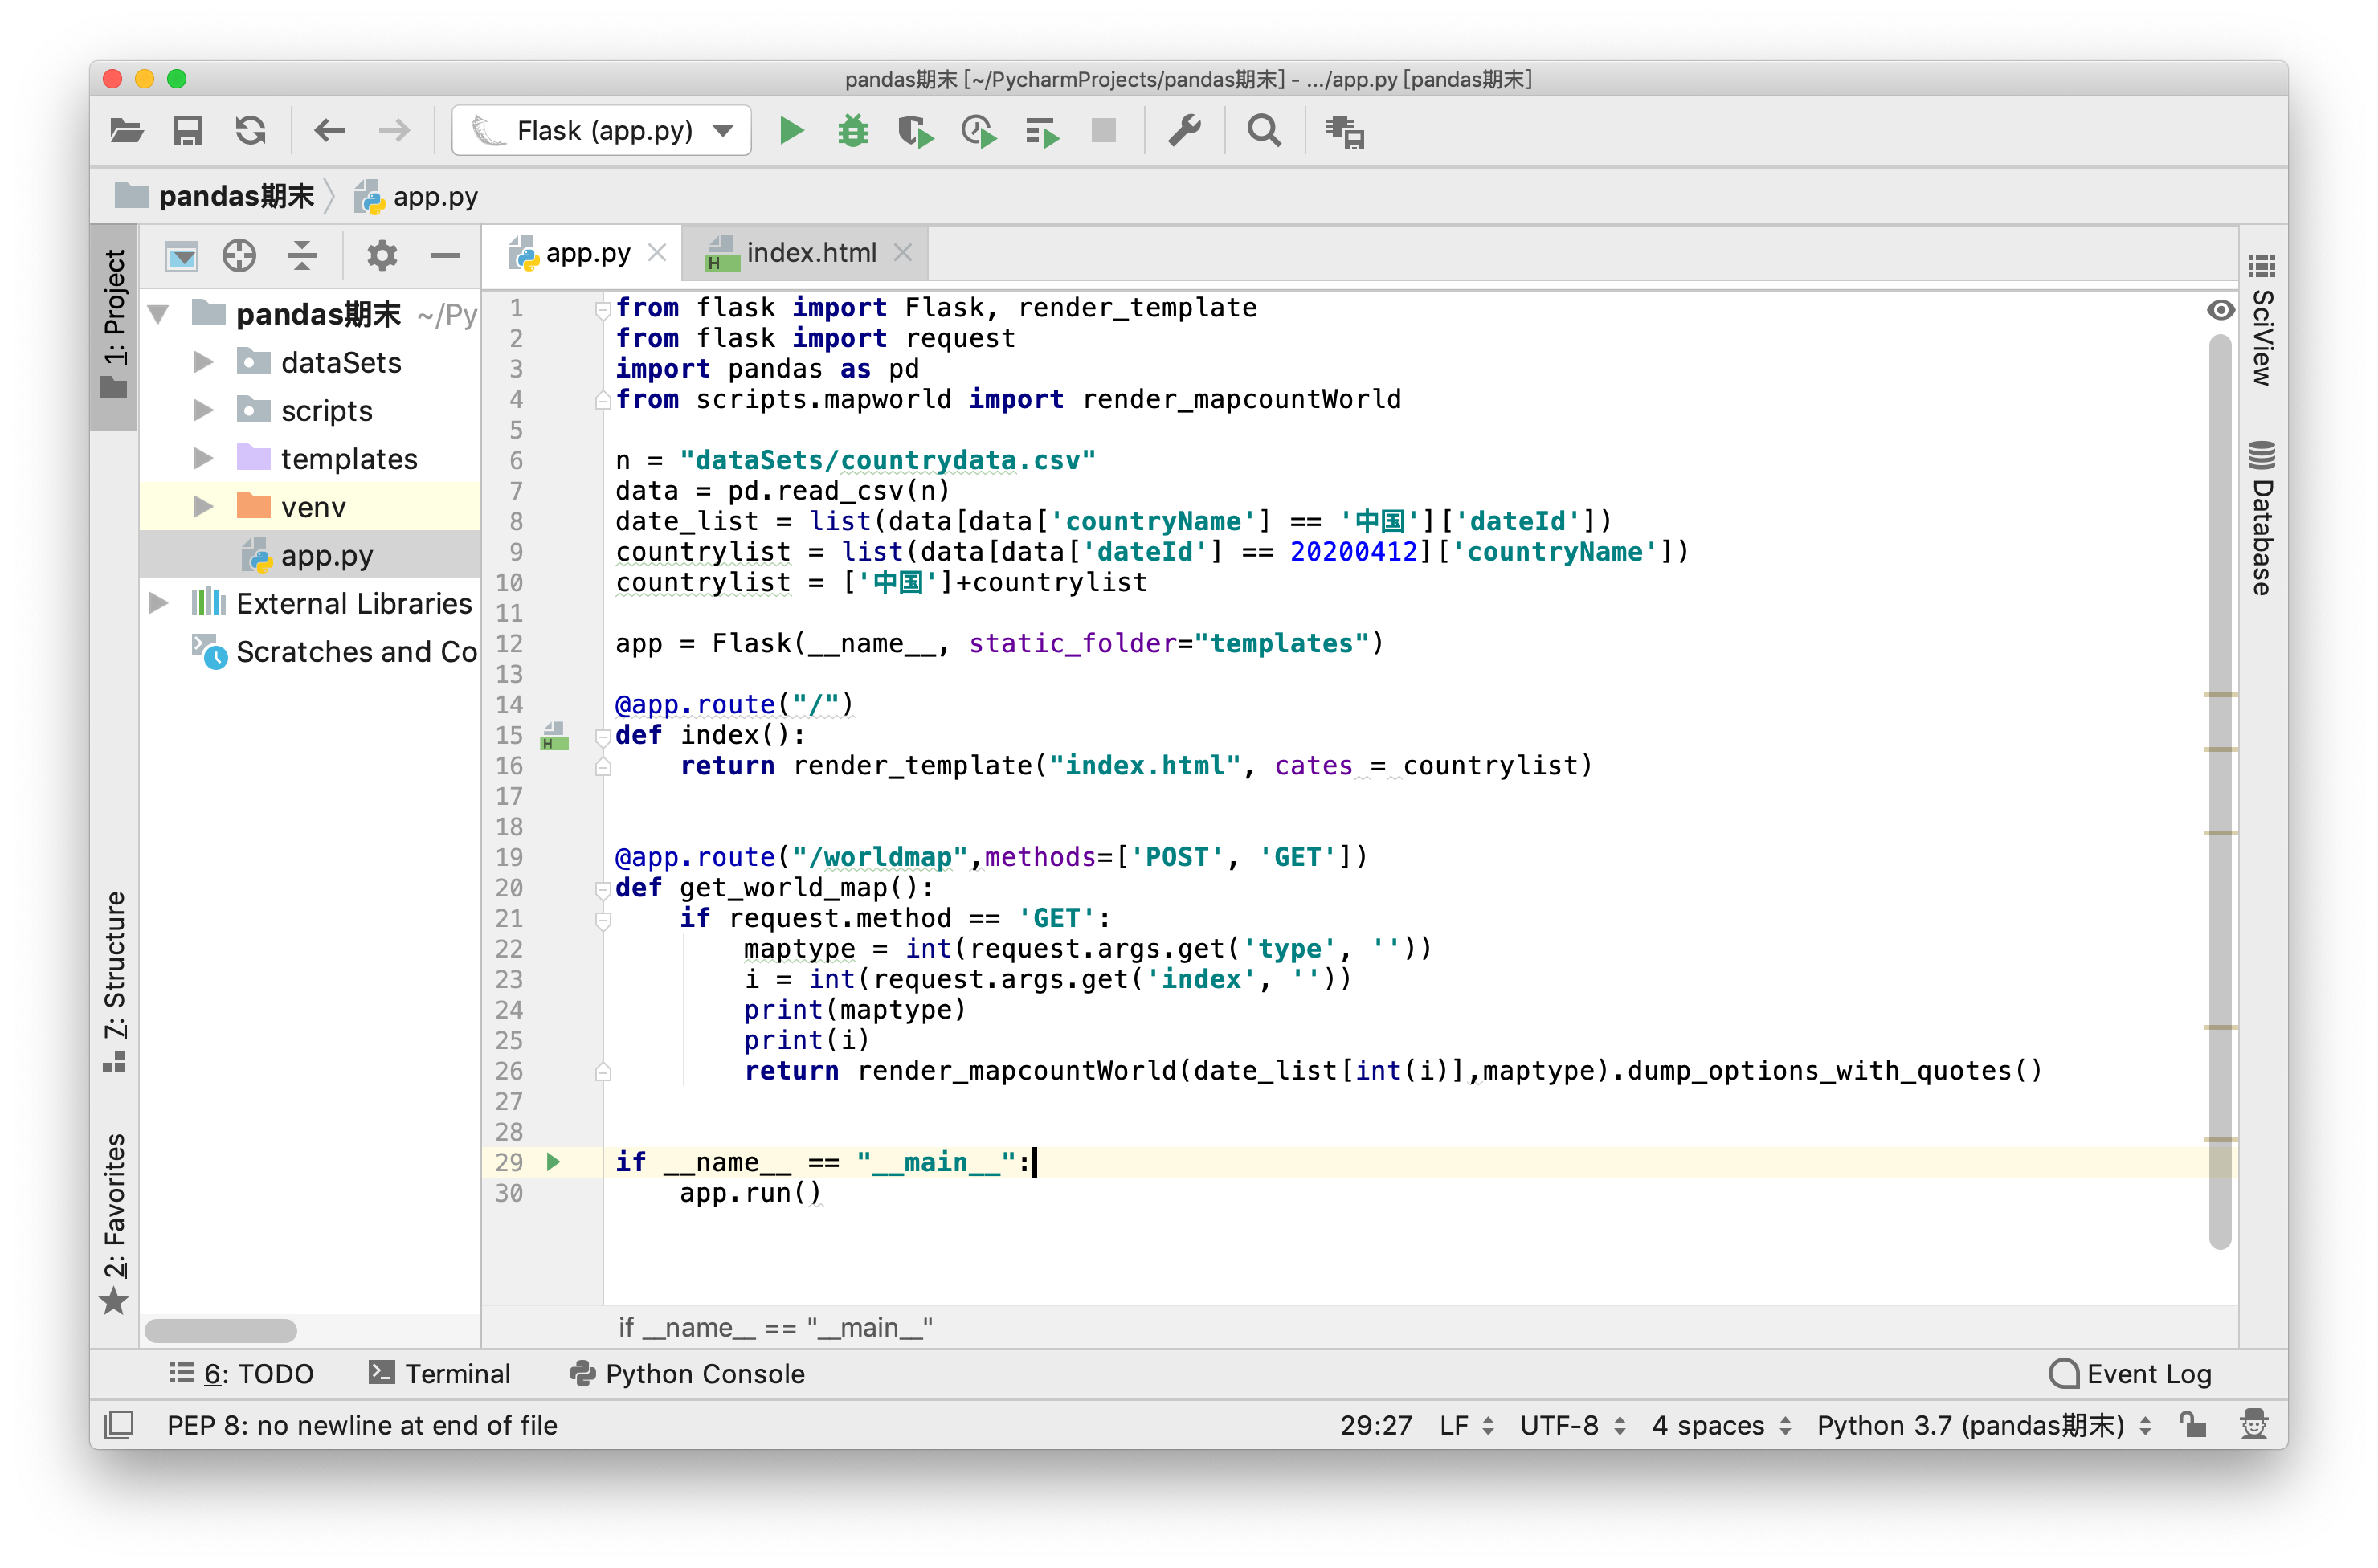 pandas期末 [~/PycharmProjects/pandas期末] - .../app.py [pandas期末]
Flask (app.py)
pandas期末
app.py
1: Project
app.py
index.html
pandas期末 ~/Py
dataSets
scripts
templates
venv
app.py
External Libraries
Scratches and Co
7: Structure
2: Favorites
1 from flask import Flask, render_template
2 from flask import request
3 import pandas as pd
4 from scripts.mapworld import render_mapcountWorld
5
6 n = "dataSets/countrydata.csv"
7 data = pd.read_csv(n)
8 date_list = list(data[data['countryName'] == '中国']['dateId'])
9 countrylist = list(data[data['dateId'] == 20200412]['countryName'])
10 countrylist = ['中国']+countrylist
11
12 app = Flask(__name__, static_folder="templates")
13
14 @app.route("/")
15 def index():
16     return render_template("index.html", cates = countrylist)
17
18
19 @app.route("/worldmap",methods=['POST', 'GET'])
20 def get_world_map():
21     if request.method == 'GET':
22         maptype = int(request.args.get('type', ''))
23         i = int(request.args.get('index', ''))
24         print(maptype)
25         print(i)
26         return render_mapcountWorld(date_list[int(i)],maptype).dump_options_with_quotes()
27
28
29 if __name__ == "__main__":
30     app.run()
if __name__ == "__main__"
SciView
Database
6: TODO
Terminal
Python Console
Event Log
PEP 8: no newline at end of file
29:27
LF
UTF-8
4 spaces
Python 3.7 (pandas期末)